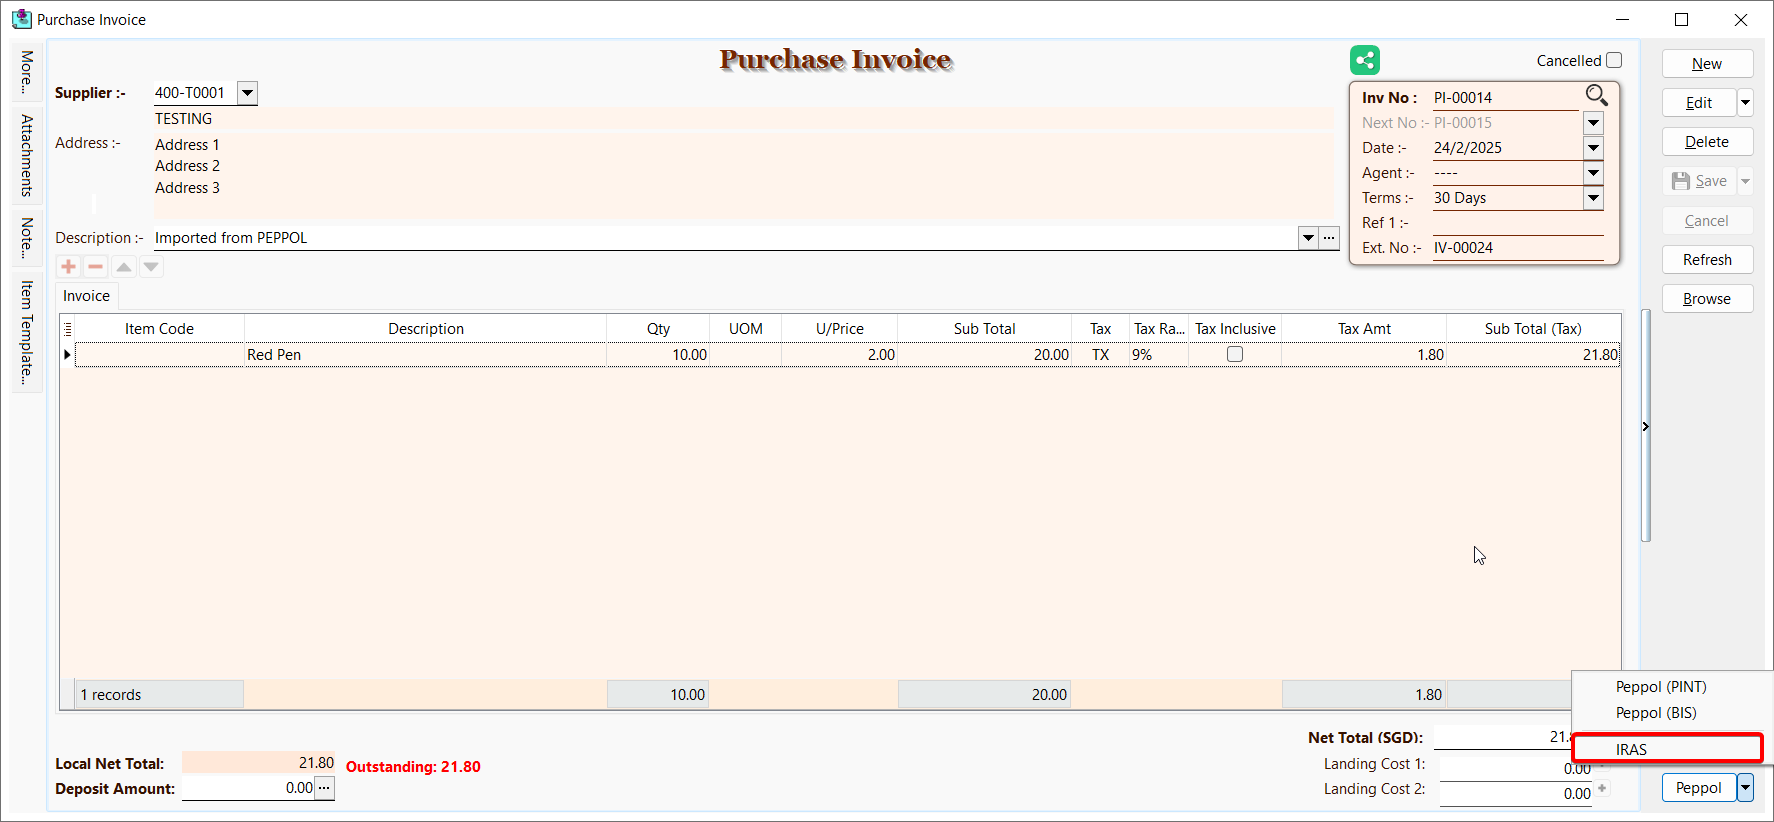 Purchase Invoice
More...
Attachments
Note...
Item Template...
Purchase Invoice
Cancelled
Supplier :- 400-T0001
TESTING
Address :- Address 1
Address 2
Address 3
Description :- Imported from PEPPOL
Inv No : PI-00014
Next No :- PI-00015
Date :- 24/2/2025
Agent :- ----
Terms :- 30 Days
Ref 1 :-
Ext. No :- IV-00024
New
Edit
Delete
Save
Cancel
Refresh
Browse
Invoice
Item Code Description Qty UOM U/Price Sub Total Tax Tax Ra... Tax Inclusive Tax Amt Sub Total (Tax)
Red Pen 10.00 2.00 20.00 TX 9% 1.80 21.80
1 records 10.00 20.00 1.80
Local Net Total: 21.80 Outstanding: 21.80
Deposit Amount: 0.00 ...
Net Total (SGD): 21.
Landing Cost 1: 0.00
Landing Cost 2: 0.00
Peppol (PINT)
Peppol (BIS)
IRAS
Peppol